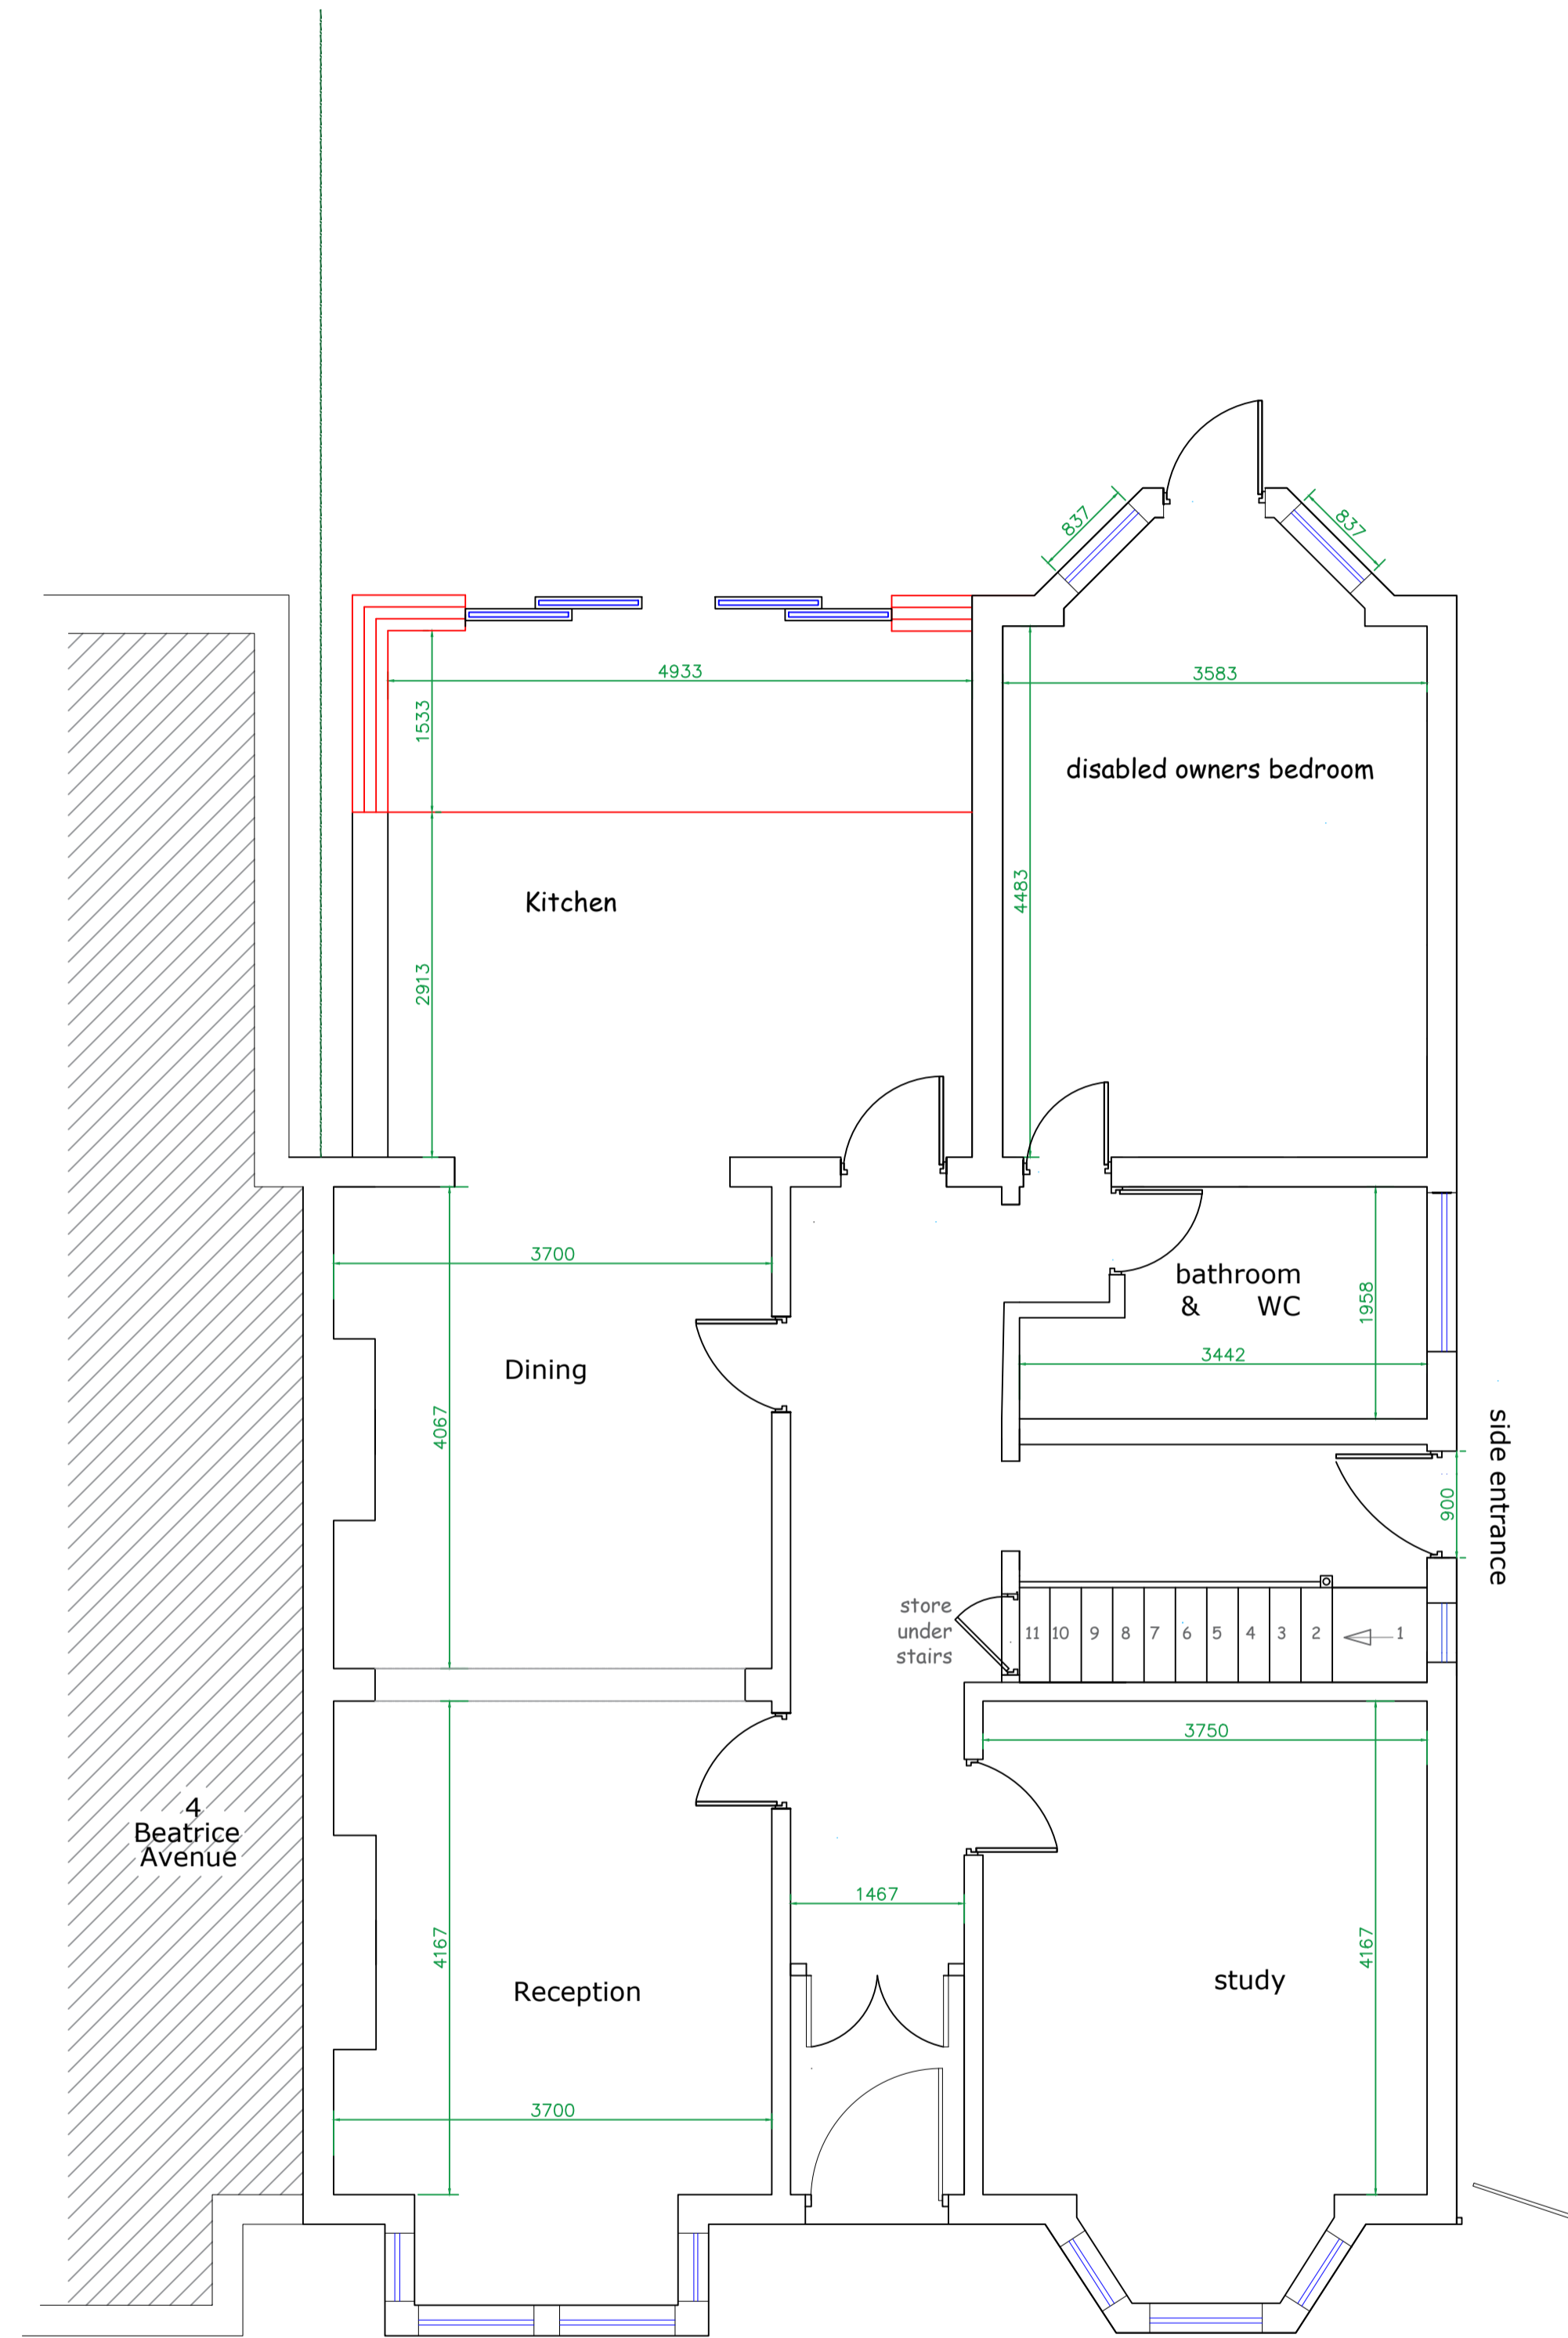 837
837
4933
3583
1533
disabled owners bedroom
4483
Kitchen
2913
3700
bathroom
& WC
1958
3442
Dining
4067
side entrance
900
store
under
stairs
11 10 9 8 7 6 5 4 3 2 1
3750
4
Beatrice
Avenue
1467
4167
4167
Reception
study
3700